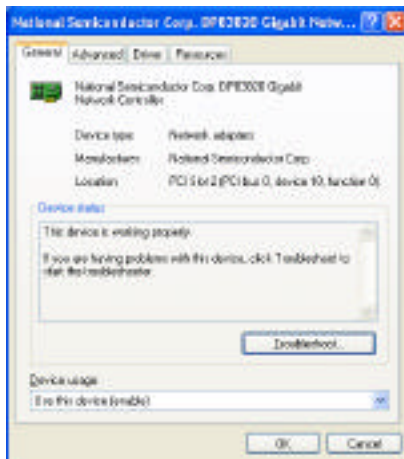 National Semiconductor Corp. DP83820 Gigabit Netw...
General Advanced Driver Resources
National Semiconductor Corp. DP83820 Gigabit
Network Controller
Device type: Network adapters
Manufacturer: National Semiconductor Corp.
Location: PCI Slot 2 (PCI bus 0, device 10, function 0)
Device status
This device is working properly.
If you are having problems with this device, click Troubleshoot to
start the troubleshooter.
Troubleshoot...
Device usage:
Use this device (enable)
OK Cancel